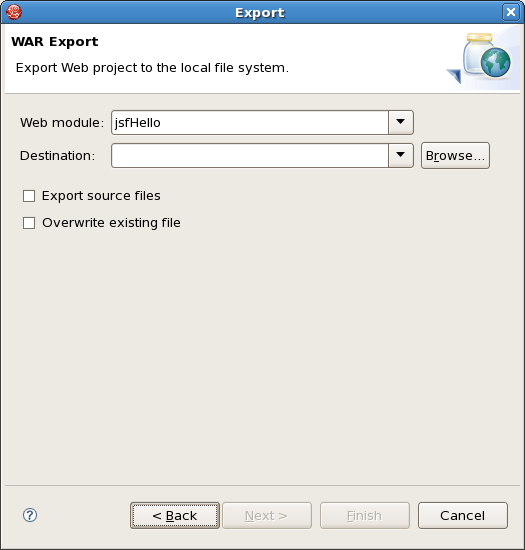 Export
WAR Export
Export Web project to the local file system.
Web module: jsfHello
Destination: Browse...
Export source files
Overwrite existing file
? < Back Next > Finish Cancel